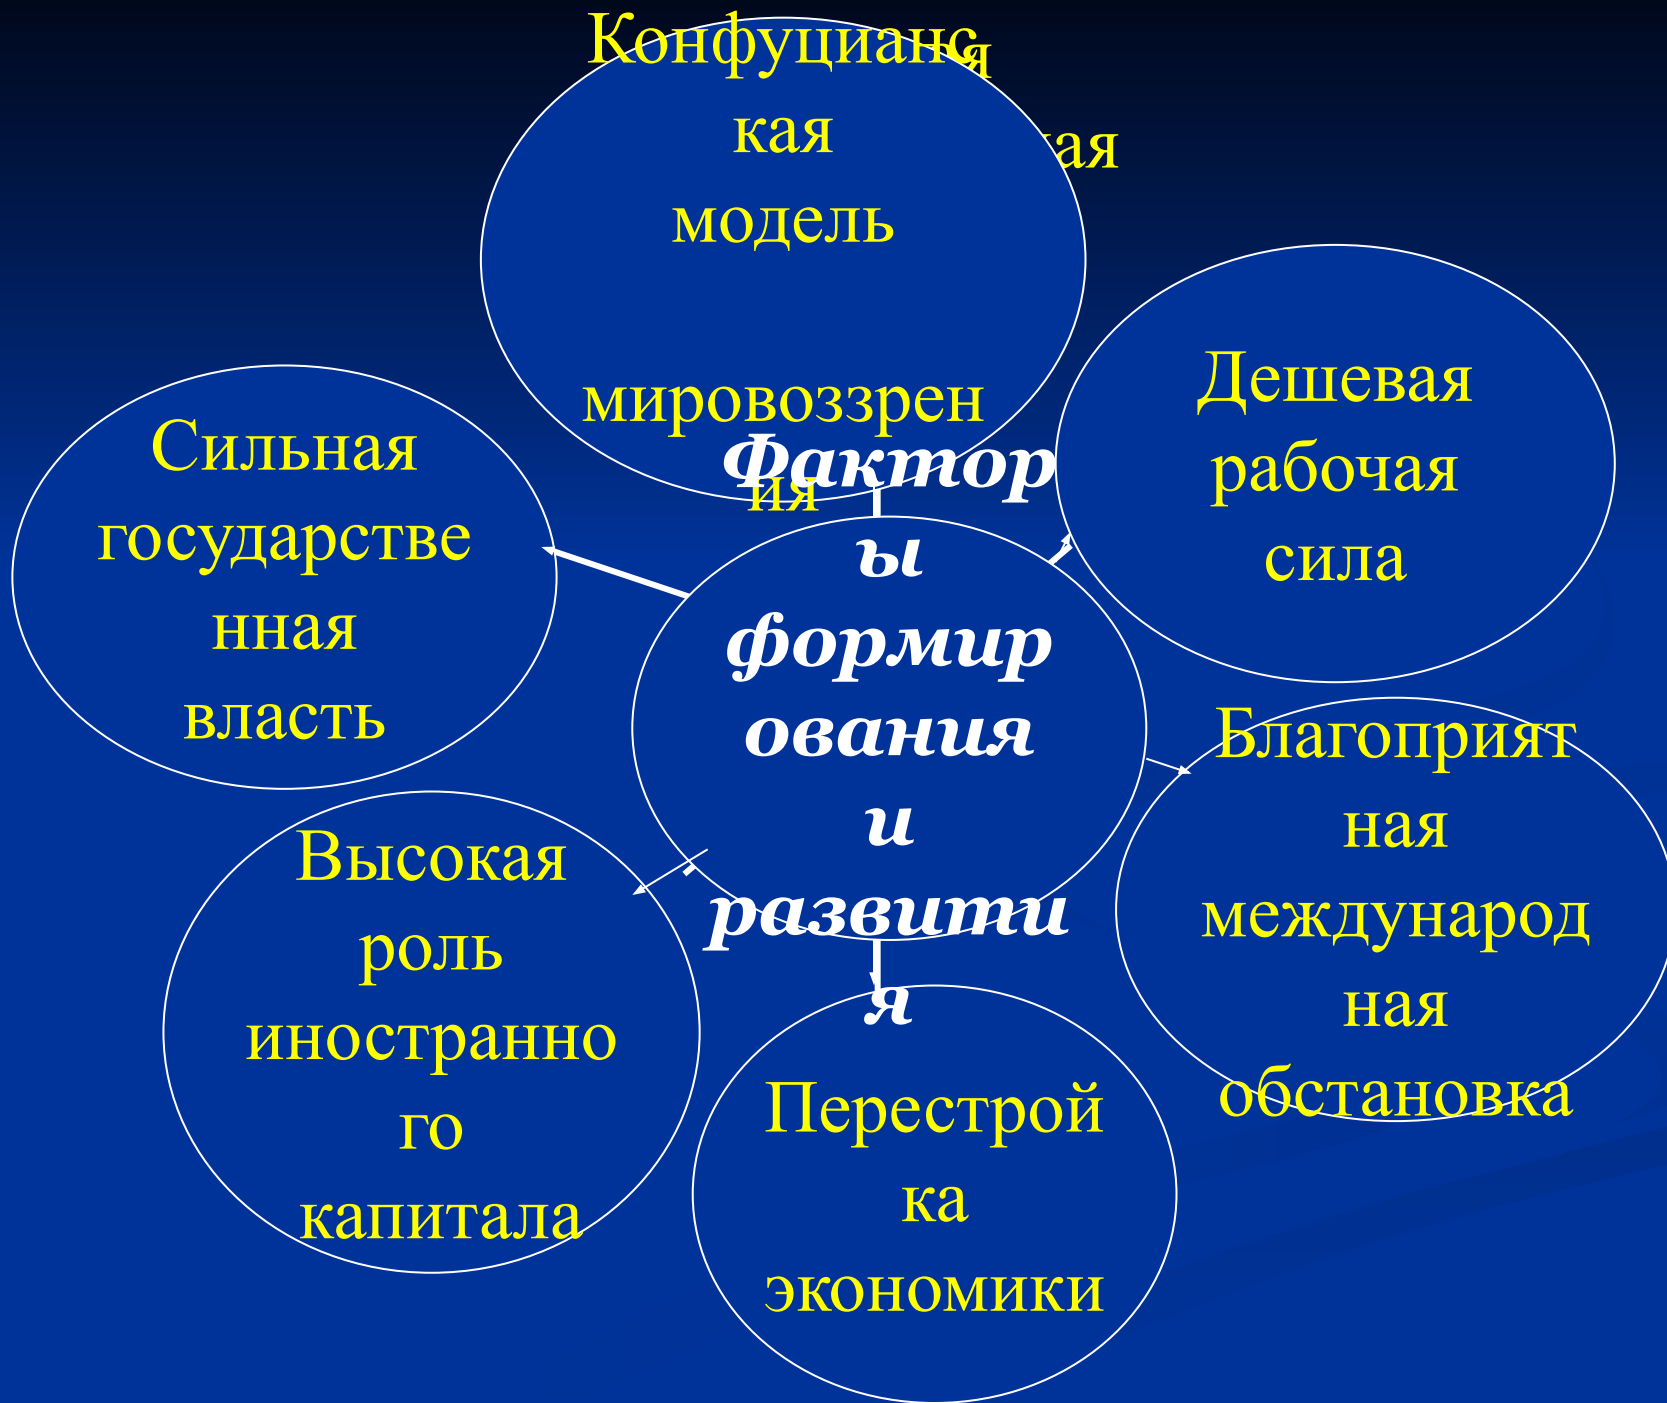 Конфуцианс
кая
модель
мировоззрен
ия
Дешевая
рабочая
сила
Сильная
государстве
нная
власть
Фактор
ы
формир
ования
и
развити
я
Благоприят
ная
международ
ная
обстановка
Высокая
роль
иностранно
го
капитала
Перестрой
ка
экономики